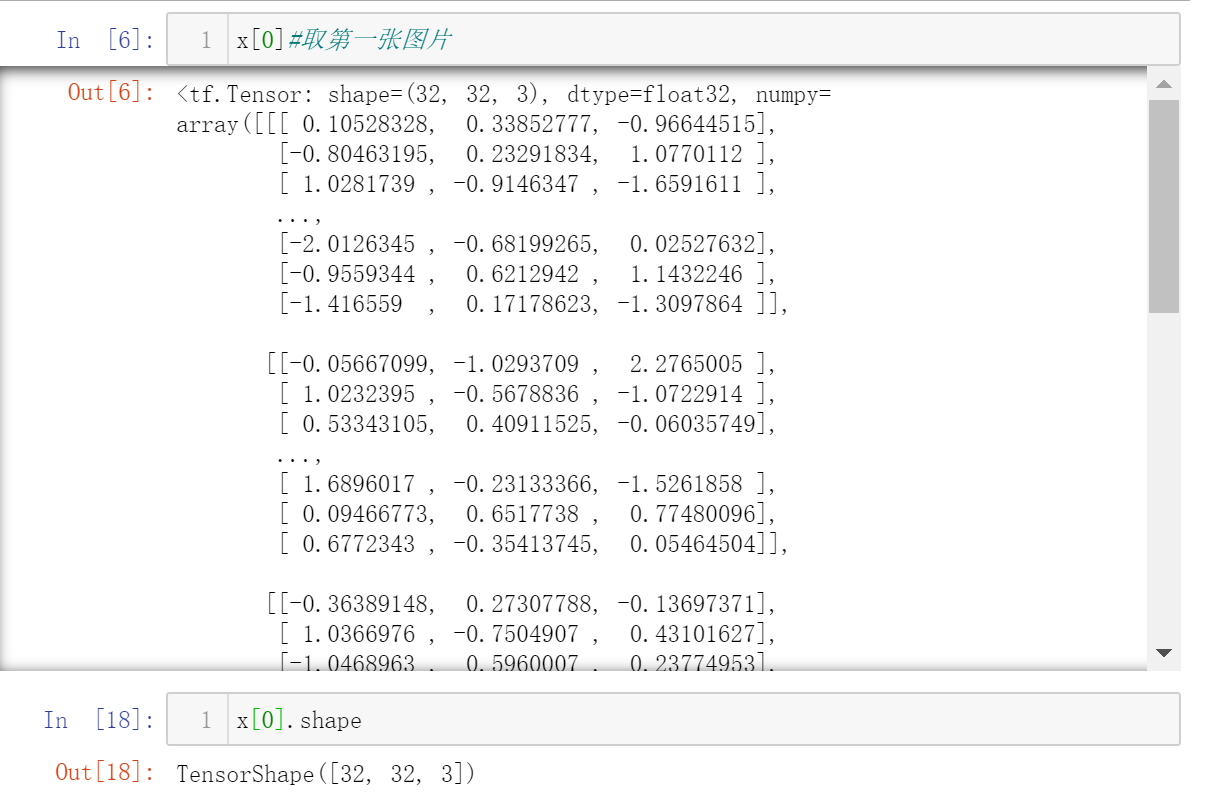 In [6]: 1 x[0]#取第一张图片
Out[6]: <tf.Tensor: shape=(32, 32, 3), dtype=float32, numpy=
array([[[ 0.10528328,  0.33852777, -0.96644515],
[-0.80463195,  0.23291834,  1.0770112 ],
[ 1.0281739 , -0.9146347 , -1.6591611 ],
...,
[-2.0126345 , -0.68199265,  0.02527632],
[-0.9559344 ,  0.6212942 ,  1.1432246 ],
[-1.416559  ,  0.17178623, -1.3097864 ]],
[[-0.05667099, -1.0293709 ,  2.2765005 ],
[ 1.0232395 , -0.5678836 , -1.0722914 ],
[ 0.53343105,  0.40911525, -0.06035749],
...,
[ 1.6896017 , -0.23133366, -1.5261858 ],
[ 0.09466773,  0.6517738 ,  0.77480096],
[ 0.6772343 , -0.35413745,  0.05464504]],
[[-0.36389148,  0.27307788, -0.13697371],
[ 1.0366976 , -0.7504907 ,  0.43101627],
[-1.0468963 ,  0.5960007 ,  0.23774953],
In [18]: 1 x[0].shape
Out[18]: TensorShape([32, 32, 3])